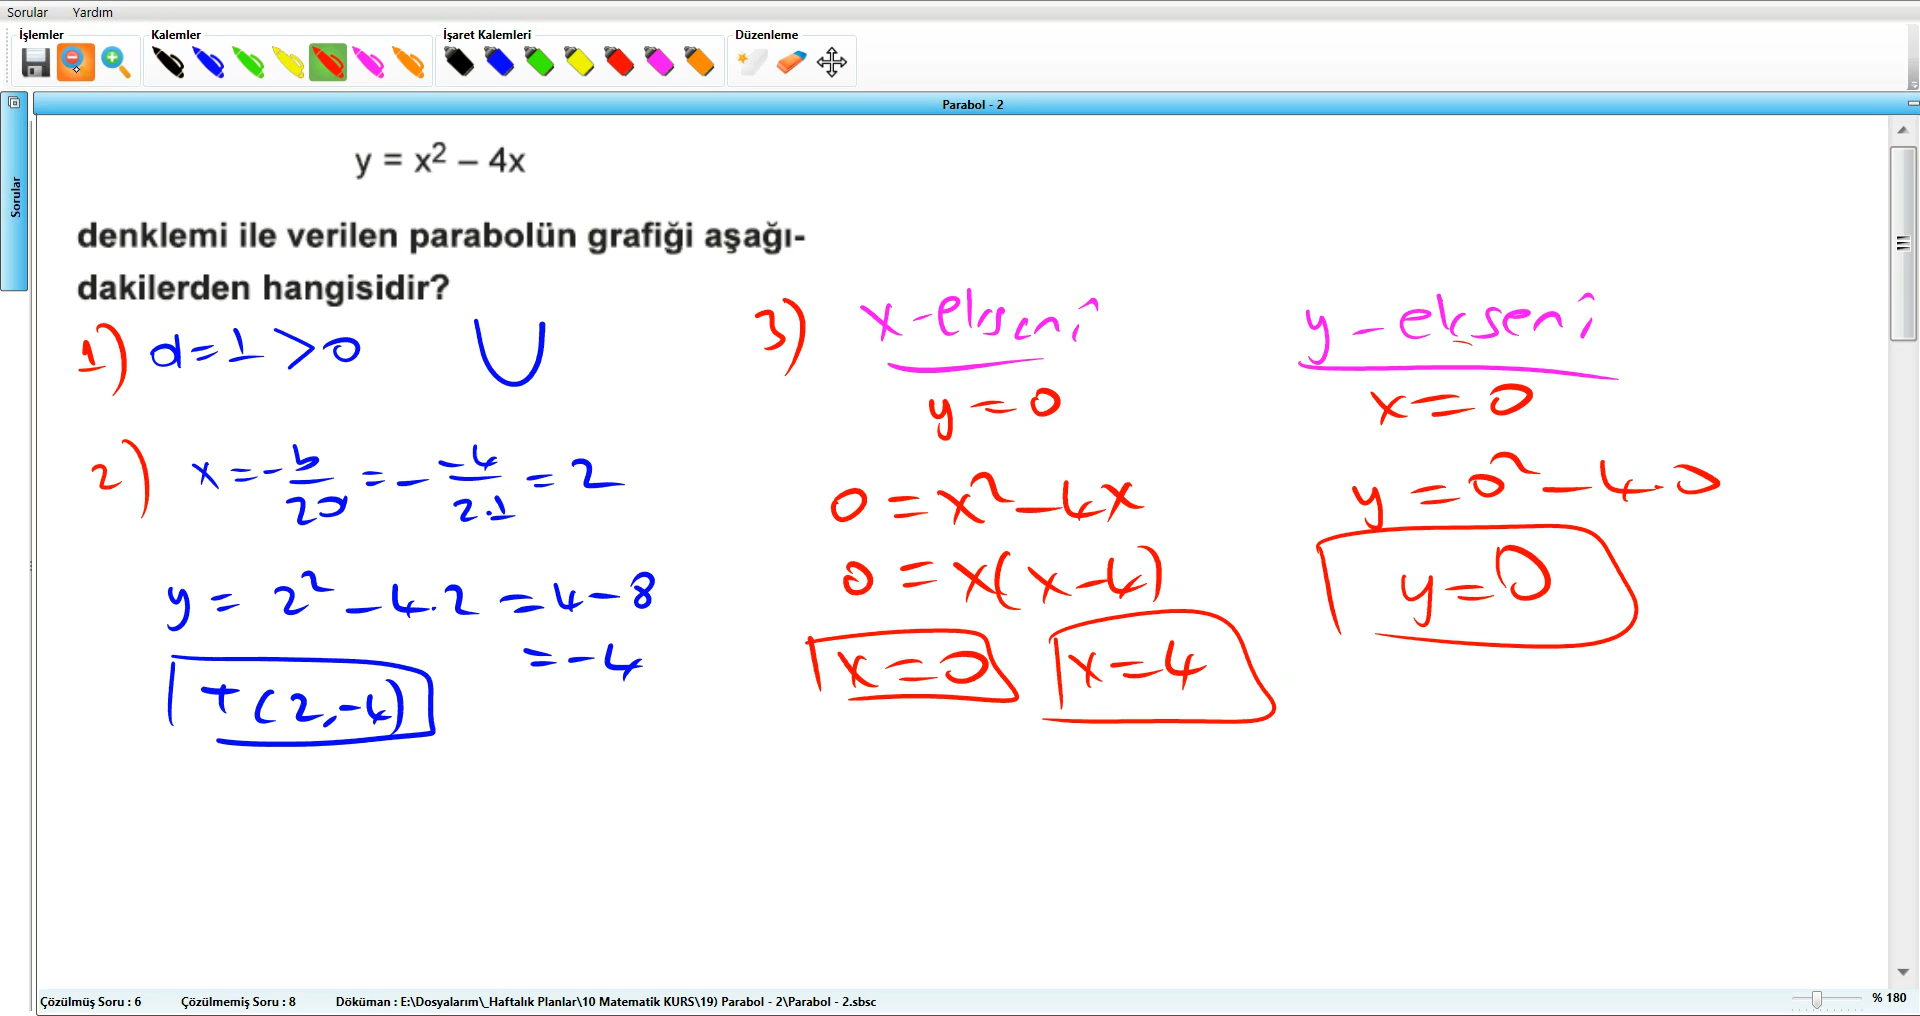 Sorular Yardım
İşlemler Kalemler İşaret Kalemleri Düzenleme
Parabol - 2
Sorular
y = x² – 4x
denklemi ile verilen parabolün grafiği aşağı-
dakilerden hangisidir?
1) a=1 >0
2) x = -b/2a = - -4/2.1 = 2
y = 2² - 4.2 = 4-8
= -4
T(2,-4)
3) x-ekseni
y = 0
0 = x² - 4x
0 = x(x-4)
x=0 x=4
y-ekseni
x=0
y = 0² - 4.0
y=0
Çözülmüş Soru : 6 Çözülmemiş Soru : 8 Döküman : E:\Dosyalarım\_Haftalık Planlar\10 Matematik KURS\19) Parabol - 2\Parabol - 2.sbsc % 180